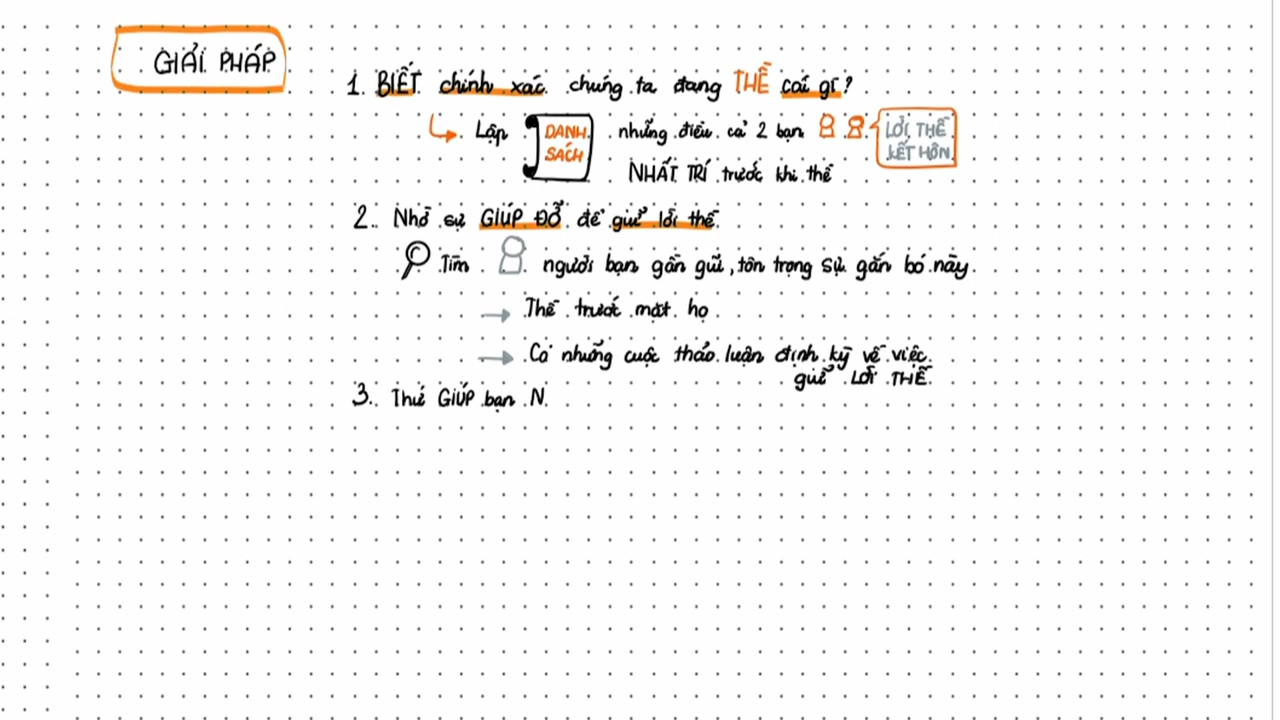 GIẢI PHÁP
1. BIẾT chính xác chúng ta đang THỀ cái gì?
Lập DANH SÁCH những điều cả 2 bạn LỜI THỀ KẾT HÔN
NHẤT TRÍ trước khi thề
2. Nhờ sự GIÚP ĐỠ để giữ lời thề
Tìm người bạn gần gũi, tôn trọng sự gắn bó này.
→ Thề trước mặt họ
→ Có những cuộc thảo luận định kỳ về việc
giữ LỜI THỀ.
3. Thứ GIÚP bạn N